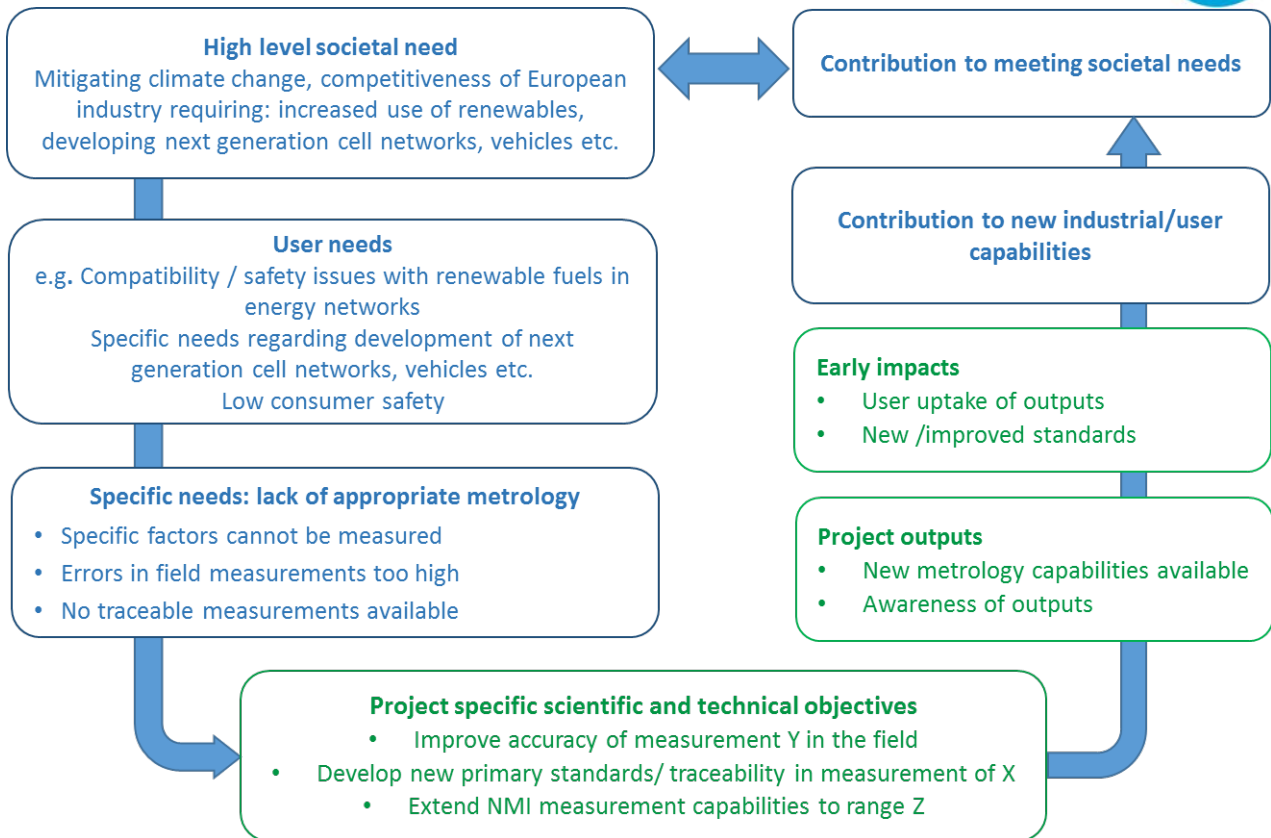 High level societal need
Mitigating climate change, competitiveness of European
industry requiring: increased use of renewables,
developing next generation cell networks, vehicles etc.
User needs
e.g. Compatibility / safety issues with renewable fuels in
energy networks
Specific needs regarding development of next
generation cell networks, vehicles etc.
Low consumer safety
Specific needs: lack of appropriate metrology
• Specific factors cannot be measured
• Errors in field measurements too high
• No traceable measurements available
Project specific scientific and technical objectives
• Improve accuracy of measurement Y in the field
• Develop new primary standards/ traceability in measurement of X
• Extend NMI measurement capabilities to range Z
Project outputs
• New metrology capabilities available
• Awareness of outputs
Early impacts
• User uptake of outputs
• New /improved standards
Contribution to new industrial/user
capabilities
Contribution to meeting societal needs